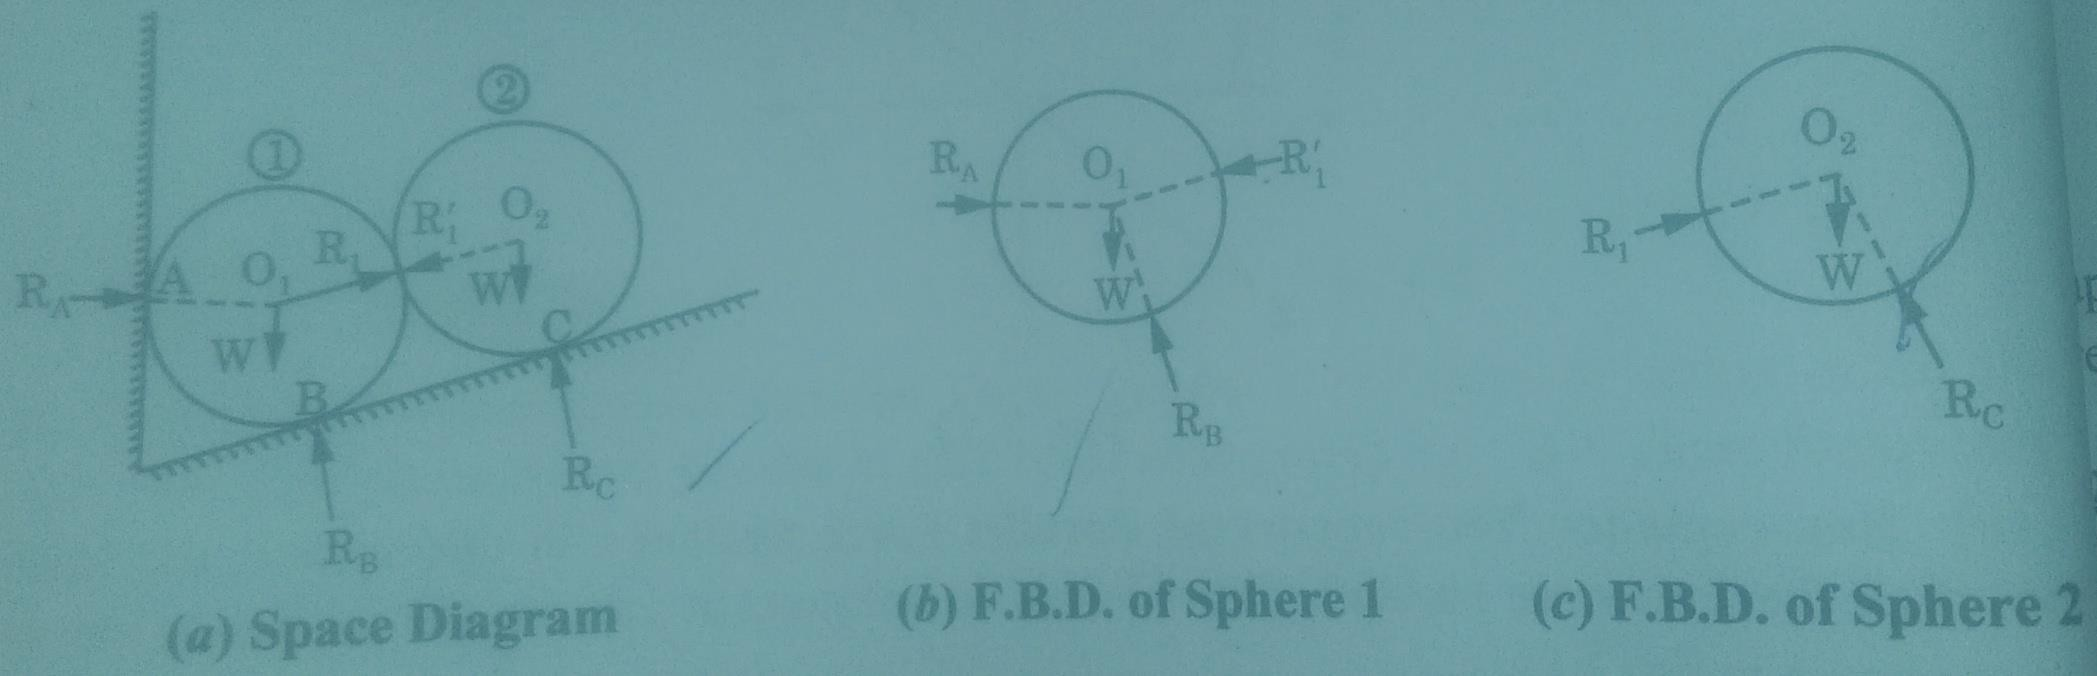 ① ②
R_A A O₁ R₁ R′₁ O₂
W W
B C
R_B R_C
(a) Space Diagram
R_A O₁ R′₁
W
R_B
(b) F.B.D. of Sphere 1
O₂
R₁ W
R_C
(c) F.B.D. of Sphere 2